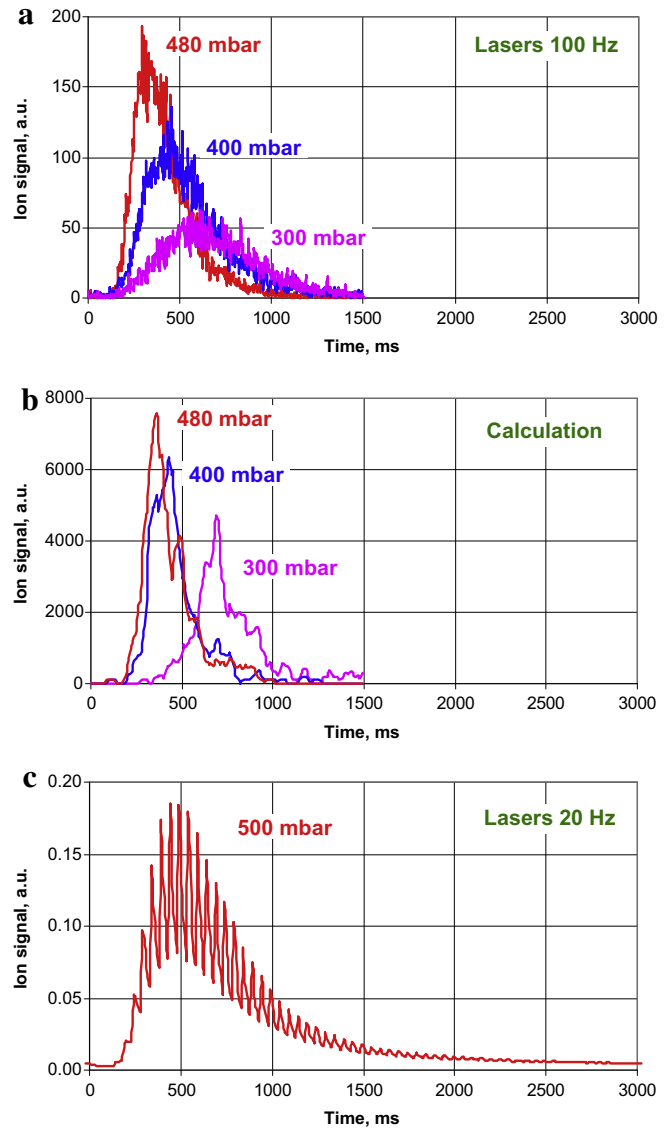 a
200
150
100
50
0
Ion signal, a.u.
480 mbar
400 mbar
300 mbar
Lasers 100 Hz
0 500 1000 1500 2000 2500 3000
Time, ms
b
8000
6000
4000
2000
0
Ion signal, a.u.
480 mbar
400 mbar
300 mbar
Calculation
0 500 1000 1500 2000 2500 3000
Time, ms
c
0.20
0.15
0.10
0.05
0.00
Ion signal, a.u.
500 mbar
Lasers 20 Hz
0 500 1000 1500 2000 2500 3000
Time, ms